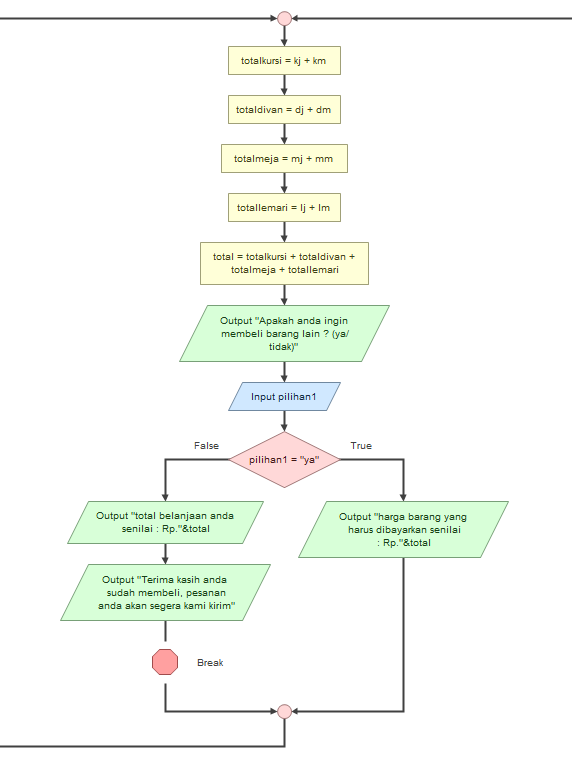 totalkursi = kj + km
totaldivan = dj + dm
totalmeja = mj + mm
totallemari = lj + lm
total = totalkursi + totaldivan +
totalmeja + totallemari
Output "Apakah anda ingin
membeli barang lain ? (ya/
tidak)"
Input pilihan1
False
True
pilihan1 = "ya"
Output "total belanjaan anda
senilai : Rp."&total
Output "harga barang yang
harus dibayarkan senilai
: Rp."&total
Output "Terima kasih anda
sudah membeli, pesanan
anda akan segera kami kirim"
Break